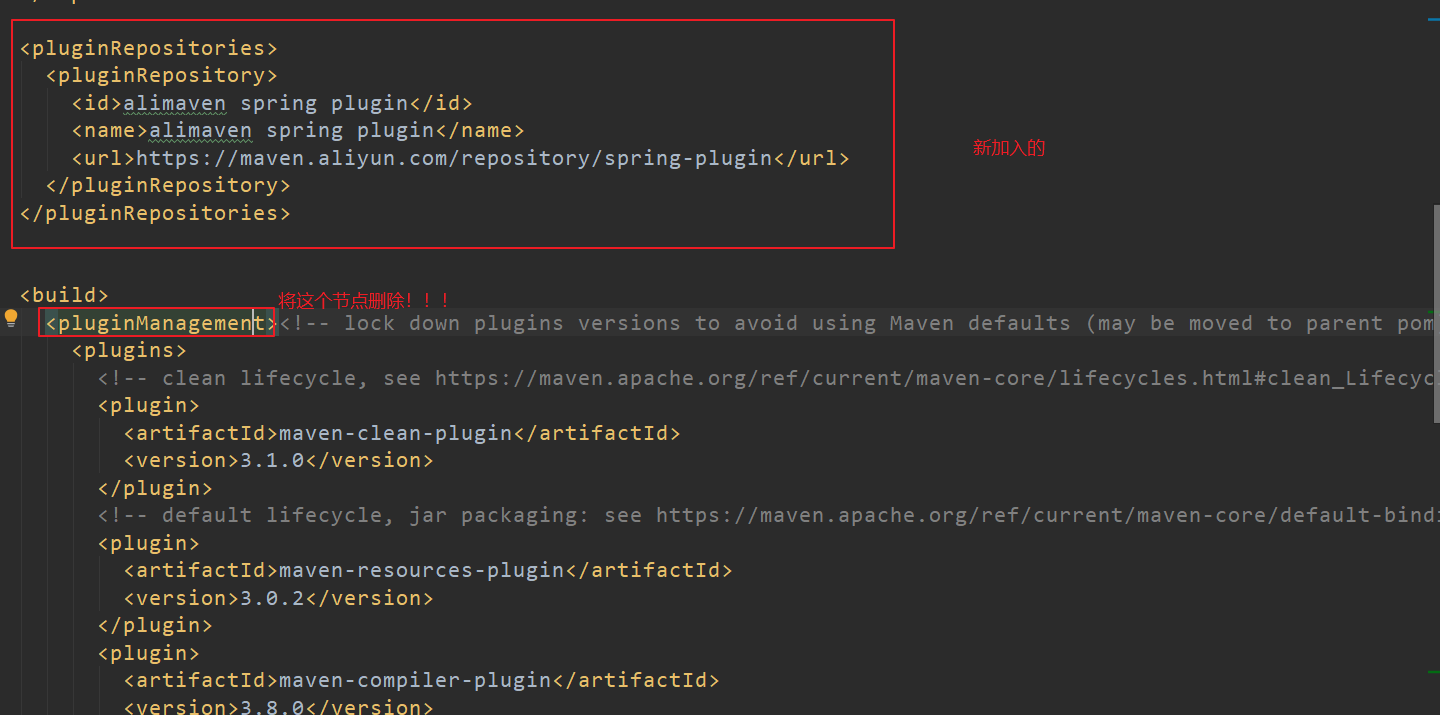 <pluginRepositories>
<pluginRepository>
<id>alimaven spring plugin</id>
<name>alimaven spring plugin</name>
新加入的
<url>https://maven.aliyun.com/repository/spring-plugin</url>
</pluginRepository>
</pluginRepositories>
<build>
将这个节点删除！！！
<pluginManagement><!-- lock down plugins versions to avoid using Maven defaults (may be moved to parent pom
<plugins>
<!-- clean lifecycle, see https://maven.apache.org/ref/current/maven-core/lifecycles.html#clean_Lifecycl
<plugin>
<artifactId>maven-clean-plugin</artifactId>
<version>3.1.0</version>
</plugin>
<!-- default lifecycle, jar packaging: see https://maven.apache.org/ref/current/maven-core/default-bindi
<plugin>
<artifactId>maven-resources-plugin</artifactId>
<version>3.0.2</version>
</plugin>
<plugin>
<artifactId>maven-compiler-plugin</artifactId>
<version>3.8.0</version>